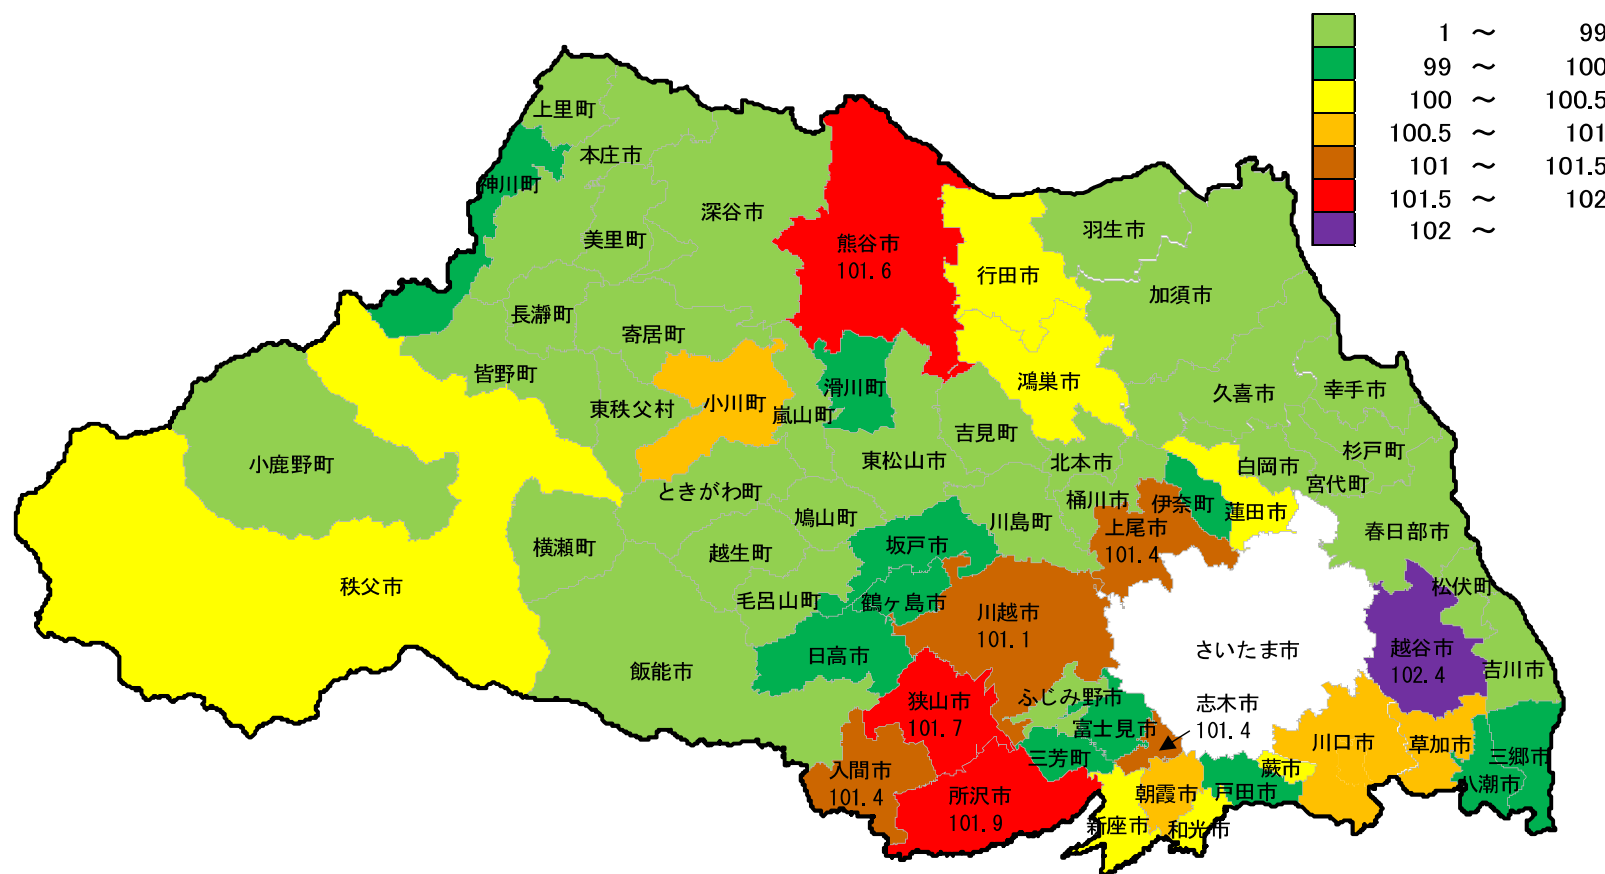 1 ～ 99
99 ～ 100
100 ～ 100.5
100.5 ～ 101
101 ～ 101.5
101.5 ～ 102
102 ～
上里町
本庄市
神川町
深谷市
美里町
熊谷市
101.6
行田市
羽生市
加須市
長瀞町
寄居町
皆野町
東秩父村
小川町
嵐山町
滑川町
鴻巣市
久喜市
幸手市
吉見町
杉戸町
小鹿野町
東松山市
北本市
白岡市
宮代町
ときがわ町
桶川市
伊奈町
蓮田市
鳩山町
川島町
上尾市
101.4
春日部市
横瀬町
越生町
坂戸市
秩父市
毛呂山町
鶴ヶ島市
川越市
101.1
松伏町
日高市
さいたま市
越谷市
102.4
飯能市
吉川市
狭山市
101.7
ふじみ野市
志木市
101.4
富士見市
三芳町
川口市
草加市
三郷市
入間市
101.4
蕨市
八潮市
所沢市
101.9
朝霞市
戸田市
新座市
和光市